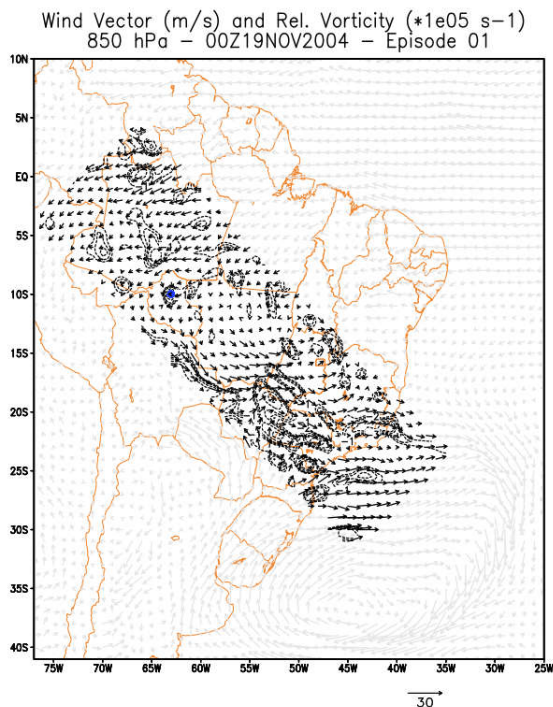 Wind Vector (m/s) and Rel. Vorticity (*1e05 s−1)
850 hPa − 00Z19NOV2004 − Episode 01
10N
5N
EQ
5S
10S
15S
20S
25S
30S
35S
40S
75W 70W 65W 60W 55W 50W 45W 40W 35W 30W 25W
30